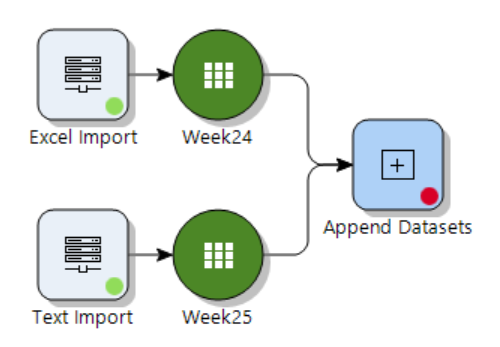 Excel Import
Week24
Append Datasets
Text Import
Week25